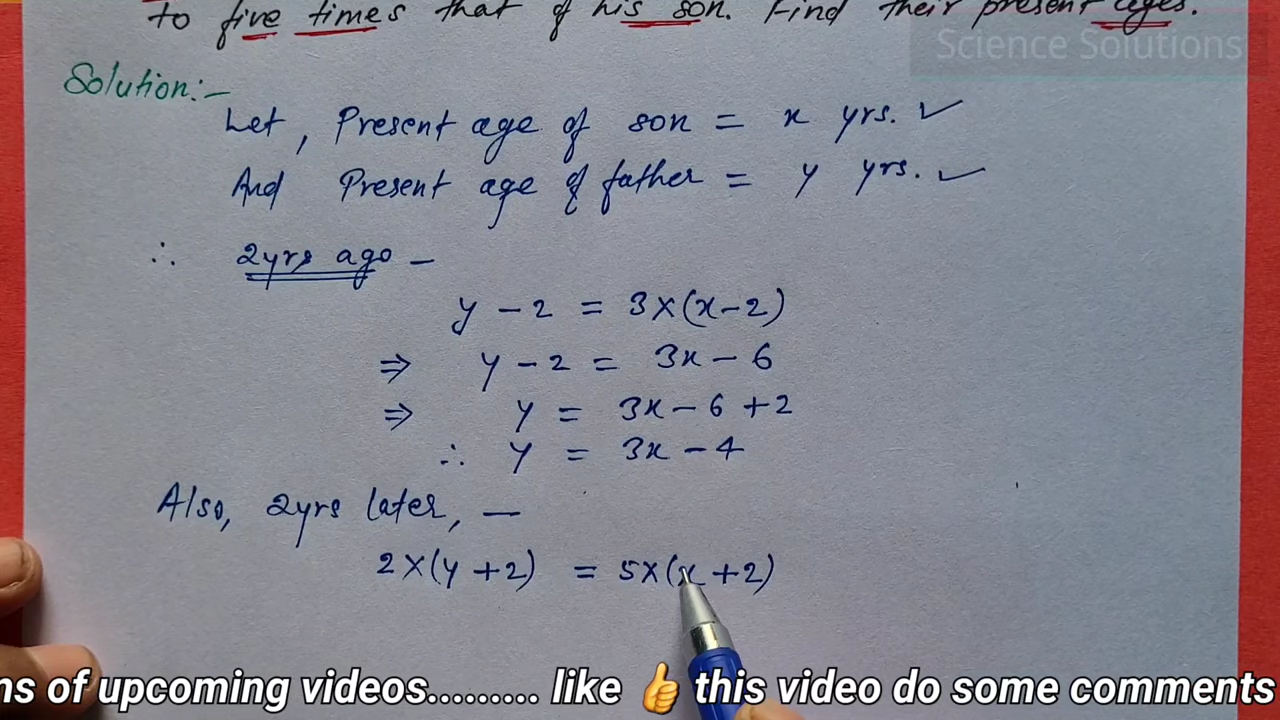 to five times that of his son. Find their present ages.
Science Solutions
Solution:-
Let, Present age of son = x yrs. ✓
And Present age of father = y yrs. ✓
∴ 2yrs ago -
y - 2 = 3×(x-2)
⇒ y - 2 = 3x - 6
⇒ y = 3x - 6 + 2
∴ y = 3x - 4
Also, 2yrs later, —
2×(y+2) = 5×(x+2)
of upcoming videos......... like 👍 this video do some comments